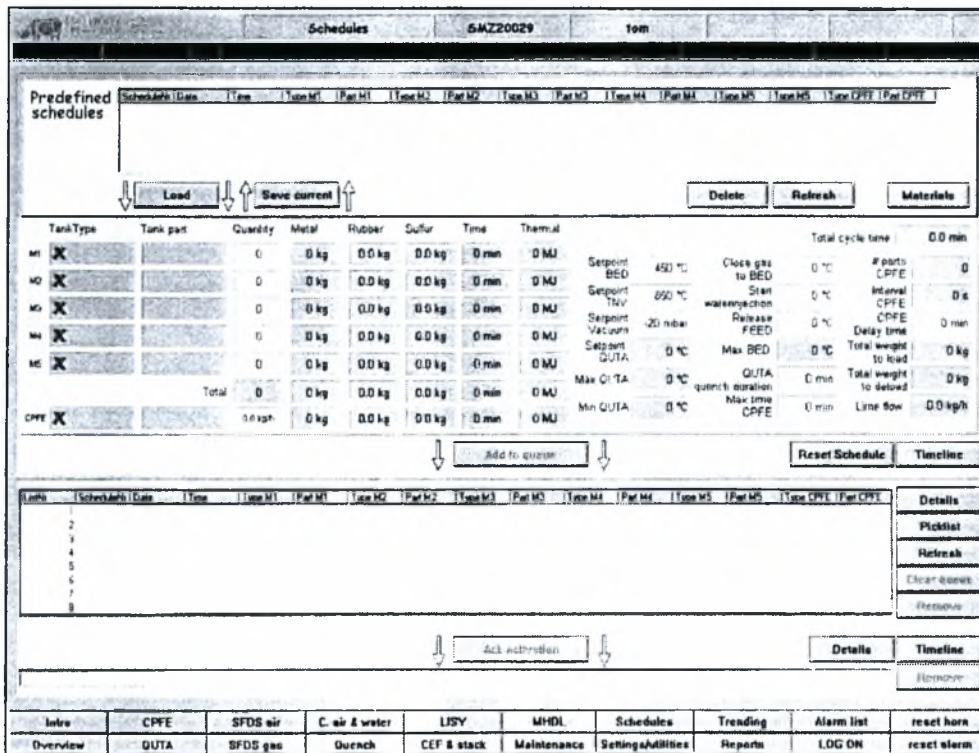 Schedules SMZ20029 tom
Predefined schedules
ScheduleNr Date Time Type M1 Part M1 Type M2 Part M2 Type M3 Part M3 Type M4 Part M4 Type M5 Part M5 Type CPFE Part CPFE
Load Save current Delete Refresh Materials
TankType Tank part Quantity Metal Rubber Sulfur Time Thermal
Total cycle time 0.0 min
M1 X 0 0 kg 0.0 kg 0.0 kg 0 min 0 MJ
M2 X 0 0 kg 0.0 kg 0.0 kg 0 min 0 MJ
M3 X 0 0 kg 0.0 kg 0.0 kg 0 min 0 MJ
M4 X 0 0 kg 0.0 kg 0.0 kg 0 min 0 MJ
M5 X 0 0 kg 0.0 kg 0.0 kg 0 min 0 MJ
Total 0 0 kg 0.0 kg 0.0 kg 0 min 0 MJ
CPFE X 0.0 kg/h 0 kg 0.0 kg 0.0 kg 0 min 0 MJ
Setpoint BED 450 °C Close gas to BED 0 °C # parts CPFE 0
Setpoint TNV 850 °C Start waterinjection 0 °C Interval CPFE 0 s
Setpoint Vacuum -20 mbar Release FEED 0 °C CPFE Delay time 0 min
Setpoint QUTA 0 °C Max BED 0 °C Total weight to load 0 kg
Max QUTA 0 °C QUTA quench duration 0 min Total weight to deload 0 kg
Min QUTA 0 °C Max time CPFE 0 min Lime flow 0.0 kg/h
Add to queue Reset Schedule Timeline
ListNr ScheduleNr Date Time Type M1 Part M1 Type M2 Part M2 Type M3 Part M3 Type M4 Part M4 Type M5 Part M5 Type CPFE Part CPFE
2
3
4
5
6
7
8
Details
Picklist
Refresh
Clear queue
Remove
Ack activation Details Timeline
Remove
Intro CPFE SFDS air C. air & water LISY MHDL Schedules Trending Alarm list reset horn
Overview QUTA SFDS gas Quench CEF & stack Maintenance Settings/utilities Reports LOG ON reset alarm